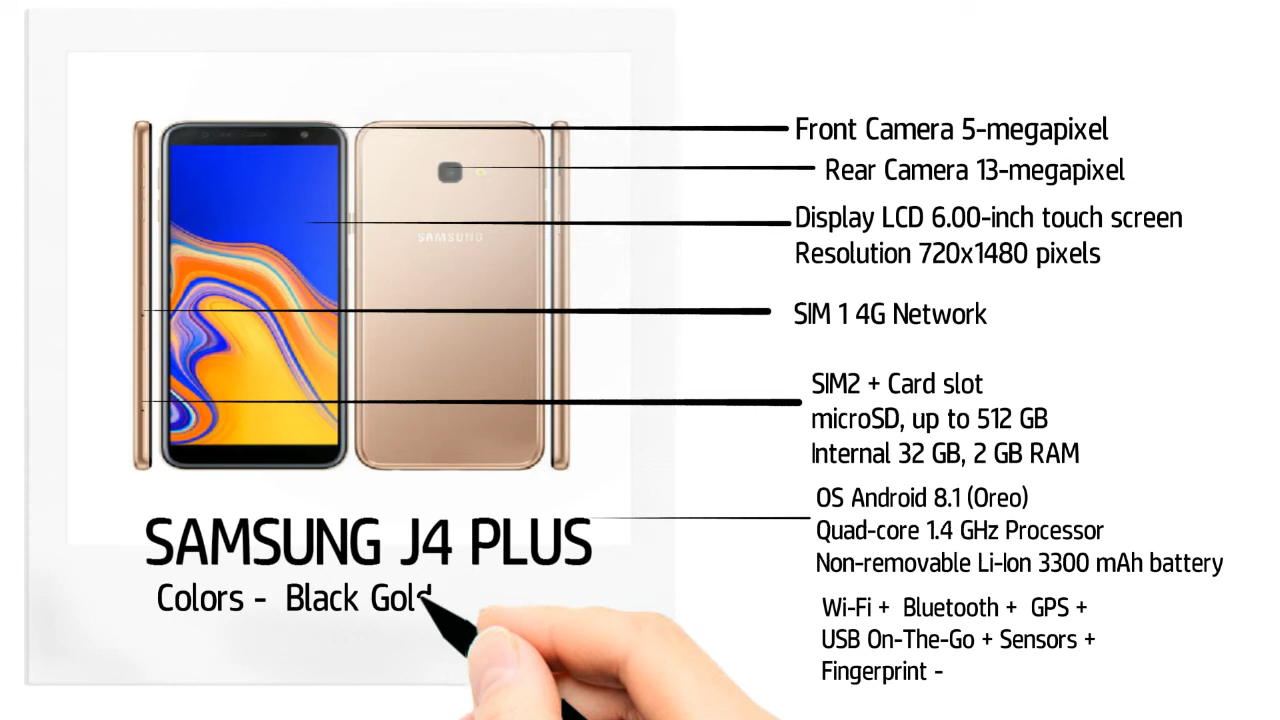 Front Camera 5-megapixel
Rear Camera 13-megapixel
Display LCD 6.00-inch touch screen
Resolution 720x1480 pixels
SAMSUNG
SIM 1 4G Network
SIM2 + Card slot
microSD, up to 512 GB
Internal 32 GB, 2 GB RAM
OS Android 8.1 (Oreo)
Quad-core 1.4 GHz Processor
Non-removable Li-Ion 3300 mAh battery
SAMSUNG J4 PLUS
Colors - Black Gold
Wi-Fi + Bluetooth + GPS +
USB On-The-Go + Sensors +
Fingerprint -